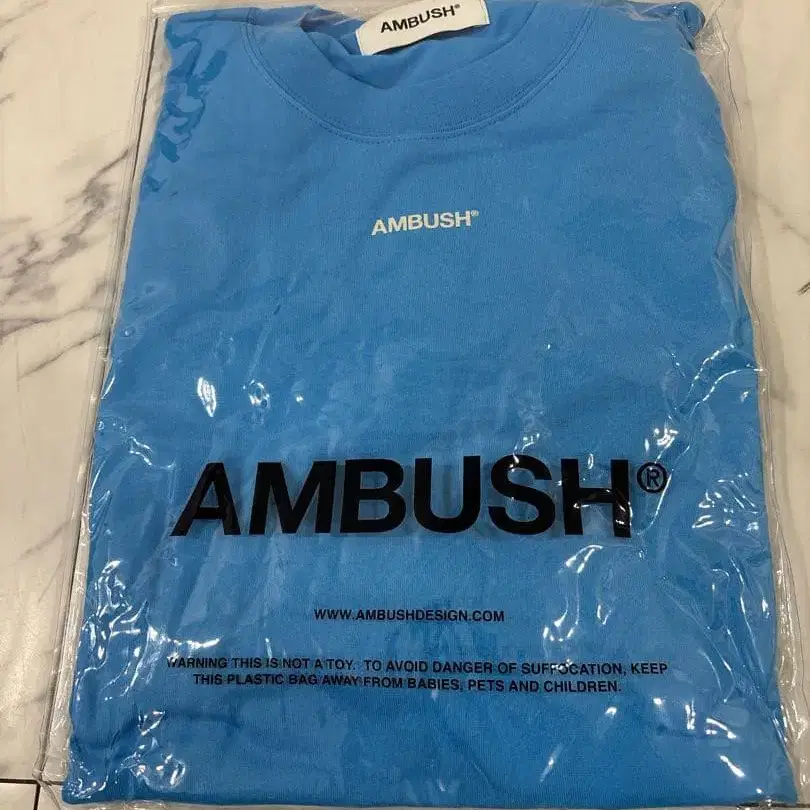 AMBUSH®
AMBUSH®
AMBUSH®
WWW.AMBUSHDESIGN.COM
WARNING THIS IS NOT A TOY. TO AVOID DANGER OF SUFFOCATION, KEEP
THIS PLASTIC BAG AWAY FROM BABIES, PETS AND CHILDREN.